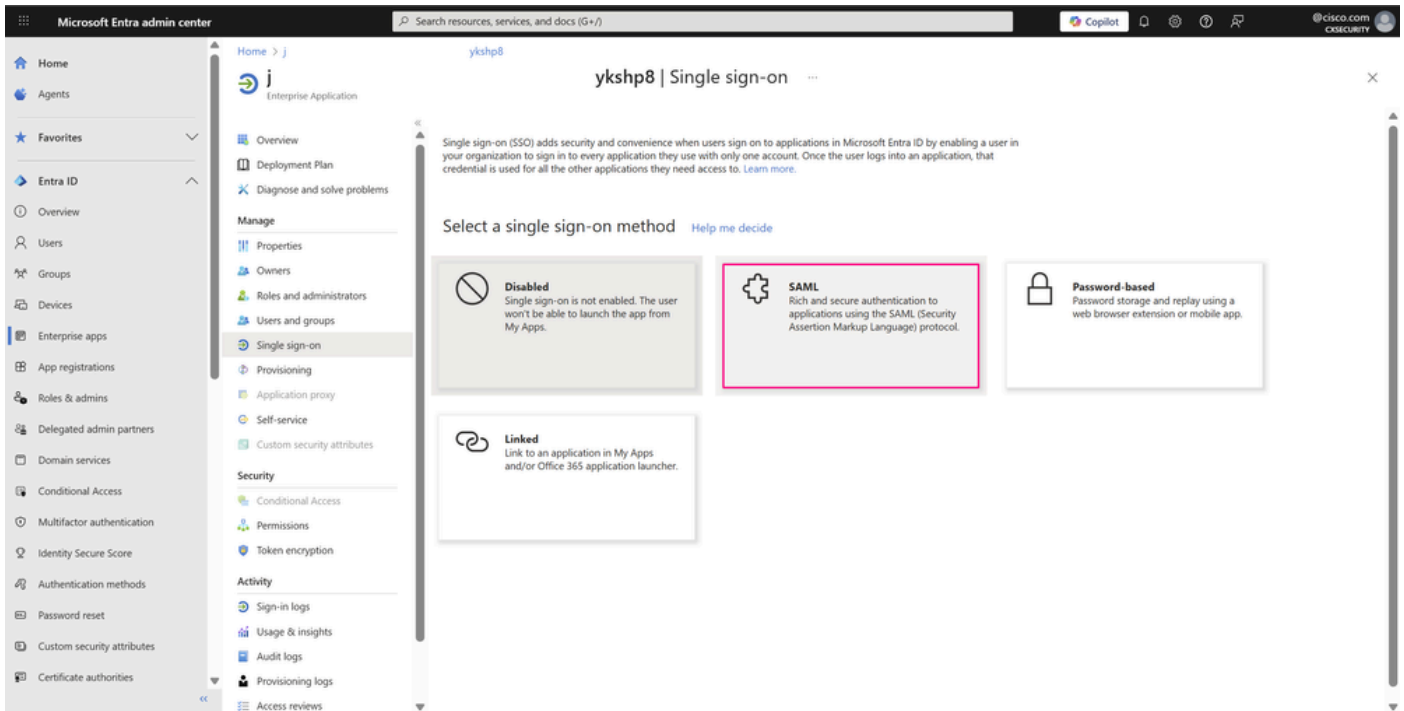 Microsoft Entra admin center
Search resources, services, and docs (G+/)
Copilot
@cisco.com
CXSECURITY
Home
Agents
Favorites
Entra ID
Overview
Users
Groups
Devices
Enterprise apps
App registrations
Roles & admins
Delegated admin partners
Domain services
Conditional Access
Multifactor authentication
Identity Secure Score
Authentication methods
Password reset
Custom security attributes
Certificate authorities
Home > j ykshp8
j ykshp8 | Single sign-on ...
Enterprise Application
Overview
Deployment Plan
Diagnose and solve problems
Manage
Properties
Owners
Roles and administrators
Users and groups
Single sign-on
Provisioning
Application proxy
Self-service
Custom security attributes
Security
Conditional Access
Permissions
Token encryption
Activity
Sign-in logs
Usage & insights
Audit logs
Provisioning logs
Access reviews
Single sign-on (SSO) adds security and convenience when users sign on to applications in Microsoft Entra ID by enabling a user in
your organization to sign in to every application they use with only one account. Once the user logs into an application, that
credential is used for all the other applications they need access to. Learn more.
Select a single sign-on method Help me decide
Disabled
Single sign-on is not enabled. The user
won't be able to launch the app from
My Apps.
SAML
Rich and secure authentication to
applications using the SAML (Security
Assertion Markup Language) protocol.
Password-based
Password storage and replay using a
web browser extension or mobile app.
Linked
Link to an application in My Apps
and/or Office 365 application launcher.